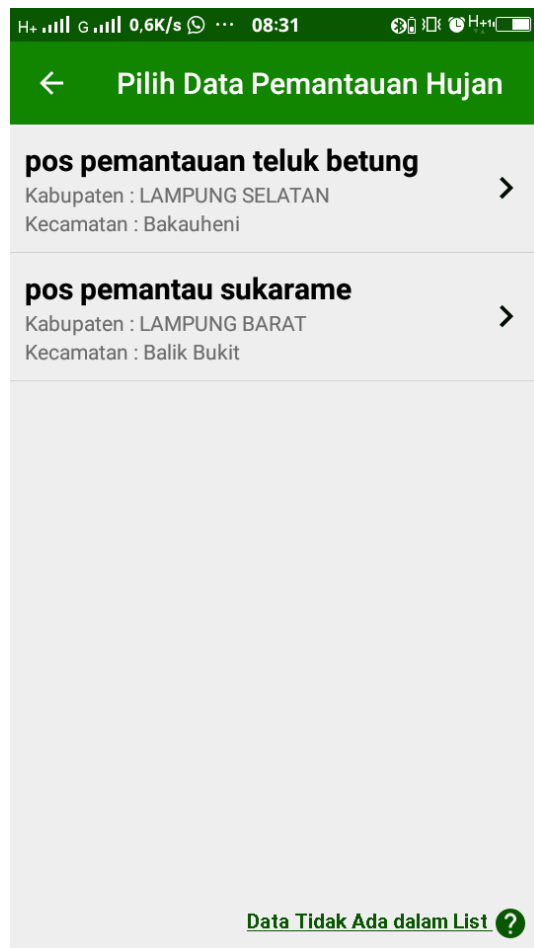 H+ G 0,6K/s ... 08:31 H+
Pilih Data Pemantauan Hujan
pos pemantauan teluk betung
Kabupaten : LAMPUNG SELATAN
Kecamatan : Bakauheni
pos pemantau sukarame
Kabupaten : LAMPUNG BARAT
Kecamatan : Balik Bukit
Data Tidak Ada dalam List ?